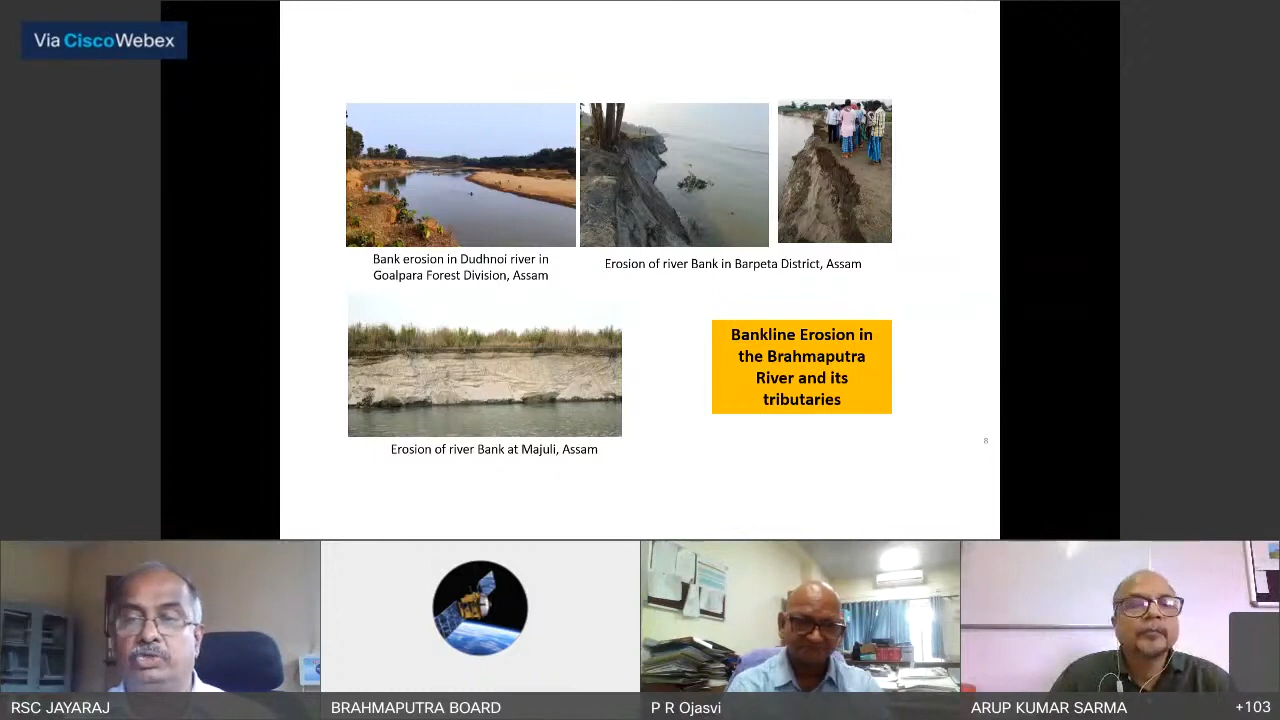 Via CiscoWebex
Bank erosion in Dudhnoi river in
Goalpara Forest Division, Assam
Erosion of river Bank in Barpeta District, Assam
Bankline Erosion in
the Brahmaputra
River and its
tributaries
8
Erosion of river Bank at Majuli, Assam
RSC JAYARAJ
BRAHMAPUTRA BOARD
P R Ojasvi
ARUP KUMAR SARMA
+103